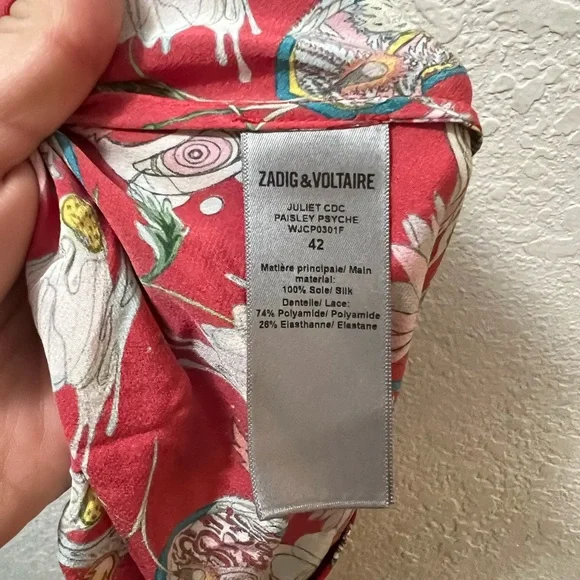 ZADIG & VOLTAIRE
JULIET CDC
PAISLEY PSYCHE
WJCP0301F
42
Matière principale/ Main
material:
100% Soie/ Silk
Dentelle/ Lace:
74% Polyamide/ Polyamide
26% Elasthanne/ Elastane